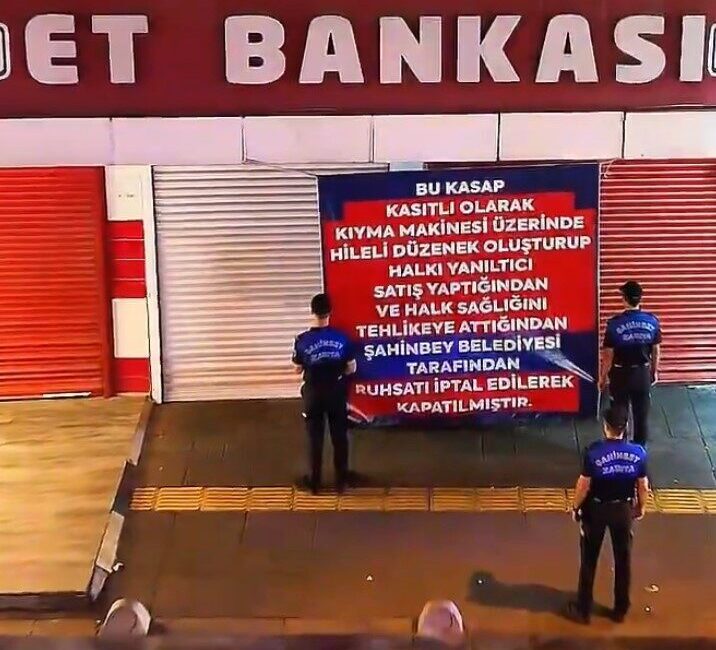 ET BANKASI
BU KASAP
KASITLI OLARAK
KIYMA MAKİNESİ ÜZERİNDE
HİLELİ DÜZENEK OLUŞTURUP
HALKI YANILTICI
SATIŞ YAPTIĞINDAN
VE HALK SAĞLIĞINI
TEHLİKEYE ATTIĞINDAN
ŞAHİNBEY BELEDİYESİ
TARAFINDAN
RUHSATI İPTAL EDİLEREK
KAPATILMIŞTIR.
ŞAHİNBEY
ZABITA
ŞAHİNBEY
ZABITA
ŞAHİNBEY
ZABITA